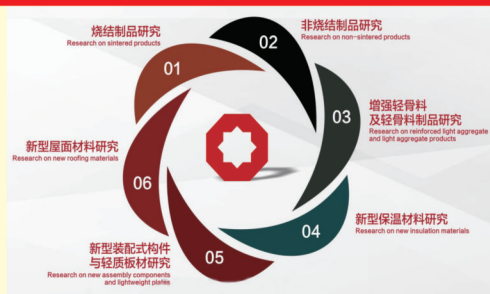 烧结制品研究
Research on sintered products
01
非烧结制品研究
Research on non-sintered products
02
增强轻骨料
及轻骨料制品研究
Research on reinforced light aggregate
and light aggregate products
03
新型保温材料研究
Research on new insulation materials
04
新型装配式构件
与轻质板材研究
Research on new assembly components
and lightweight plates
05
新型屋面材料研究
Research on new roofing materials
06